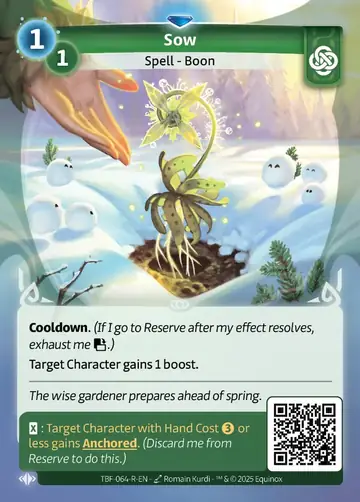 1
1
Sow
Spell - Boon
Cooldown. (If I go to Reserve after my effect resolves,
exhaust me .)
Target Character gains 1 boost.
The wise gardener prepares ahead of spring.
X : Target Character with Hand Cost 3 or
less gains Anchored. (Discard me from
Reserve to do this.)
TBF-064-R-EN - Romain Kurdi - ™ & © 2025 Equinox